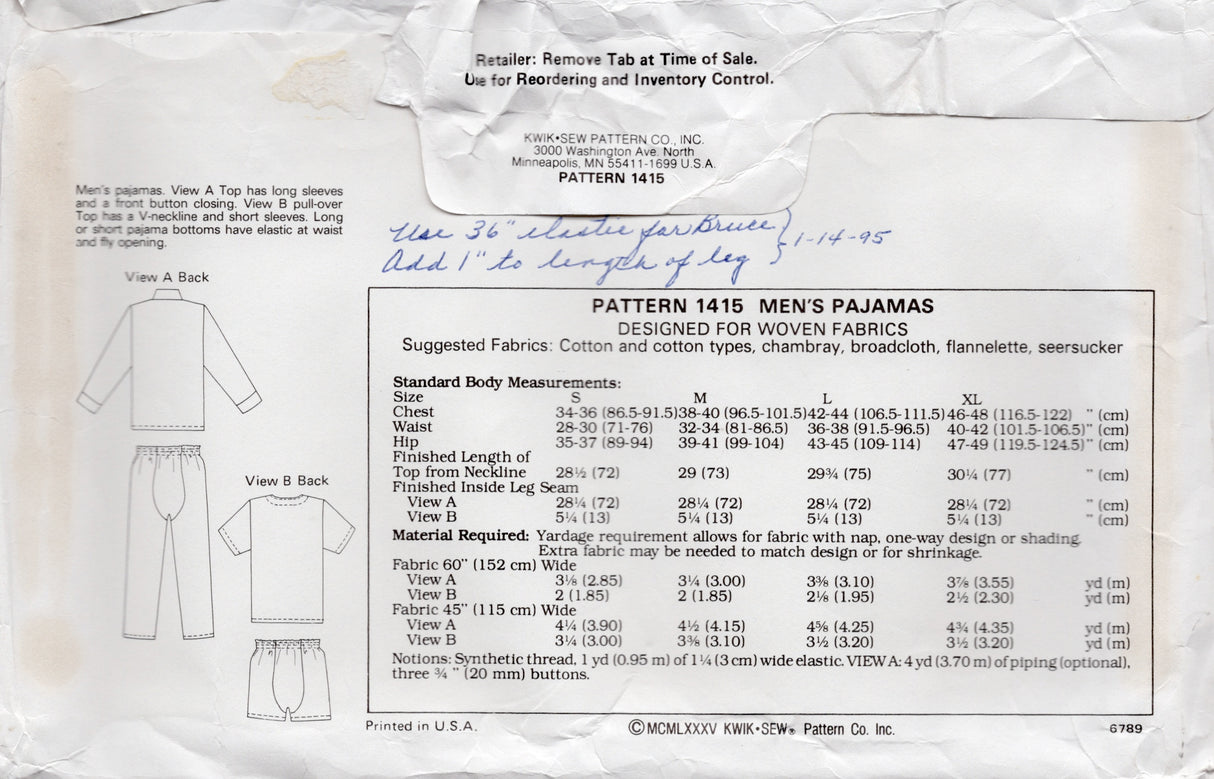 Retailer: Remove Tab at Time of Sale.
Use for Reordering and Inventory Control.
KWIK•SEW PATTERN CO., INC.
3000 Washington Ave. North
Minneapolis, MN 55411-1699 U.S.A.
PATTERN 1415
Men's pajamas. View A Top has long sleeves
and a front button closing. View B pull-over
Top has a V-neckline and short sleeves. Long
or short pajama bottoms have elastic at waist
and fly opening.
Use 36" elastic for Bruce } 1-14-95
Add 1" to length of leg
View A Back
View B Back
PATTERN 1415 MEN'S PAJAMAS
DESIGNED FOR WOVEN FABRICS
Suggested Fabrics: Cotton and cotton types, chambray, broadcloth, flannelette, seersucker
Standard Body Measurements:
Size S M L XL
Chest 34-36 (86.5-91.5) 38-40 (96.5-101.5) 42-44 (106.5-111.5) 46-48 (116.5-122) " (cm)
Waist 28-30 (71-76) 32-34 (81-86.5) 36-38 (91.5-96.5) 40-42 (101.5-106.5) " (cm)
Hip 35-37 (89-94) 39-41 (99-104) 43-45 (109-114) 47-49 (119.5-124.5) " (cm)
Finished Length of
Top from Neckline 28½ (72) 29 (73) 29¾ (75) 30¼ (77) " (cm)
Finished Inside Leg Seam
View A 28¼ (72) 28¼ (72) 28¼ (72) 28¼ (72) " (cm)
View B 5¼ (13) 5¼ (13) 5¼ (13) 5¼ (13) " (cm)
Material Required: Yardage requirement allows for fabric with nap, one-way design or shading.
Extra fabric may be needed to match design or for shrinkage.
Fabric 60" (152 cm) Wide
View A 3⅛ (2.85) 3¼ (3.00) 3⅜ (3.10) 3⅞ (3.55) yd (m)
View B 2 (1.85) 2 (1.85) 2⅛ (1.95) 2½ (2.30) yd (m)
Fabric 45" (115 cm) Wide
View A 4¼ (3.90) 4½ (4.15) 4⅝ (4.25) 4¾ (4.35) yd (m)
View B 3¼ (3.00) 3⅜ (3.10) 3½ (3.20) 3½ (3.20) yd (m)
Notions: Synthetic thread, 1 yd (0.95 m) of 1¼ (3 cm) wide elastic. VIEW A: 4 yd (3.70 m) of piping (optional),
three ¾" (20 mm) buttons.
Printed in U.S.A.
©MCMLXXXV KWIK•SEW® Pattern Co. Inc.
6789